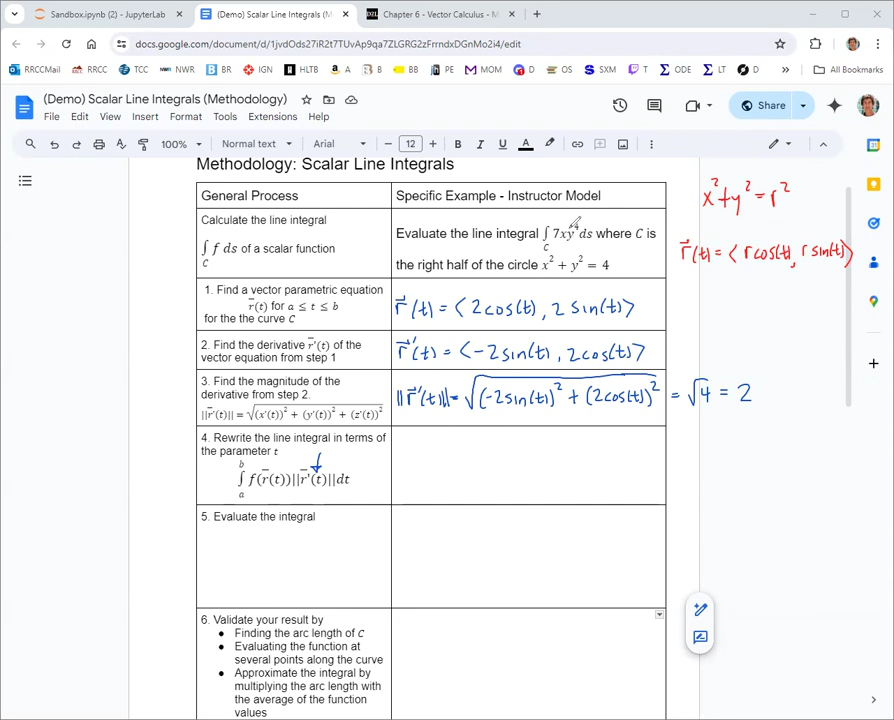 Sandbox.ipynb (td) - JupyterLab
(Demo) Scalar Line Integrals (M
Chapter 6 - Vector Calculus - M
docs.google.com/document/d/1jvdOds27iR2t7TUvAp9qa7ZLGRG2zFrrndxDGnMo2i4/edit
RRCCMail RRCC TCC NWR BR IGN HLTB A B BB PE MOM D OS SXM T ODE LT D All Bookmarks
(Demo) Scalar Line Integrals (Methodology)
Share
File Edit View Insert Format Tools Extensions Help
100% Normal text Arial 12
Methodology: Scalar Line Integrals
General Process
Specific Example - Instructor Model
x² + y² = r²
Calculate the line integral
∫ f ds of a scalar function
C
Evaluate the line integral ∫ 7xy⁴ds where C is
C
the right half of the circle x² + y² = 4
r⃗(t) = ⟨ r cos(t), r sin(t)⟩
1. Find a vector parametric equation
r̅(t) for a ≤ t ≤ b
for the the curve C
r⃗(t) = ⟨2cos(t), 2 sin(t)⟩
2. Find the derivative r̅'(t) of the
vector equation from step 1
r⃗'(t) = ⟨-2sin(t), 2cos(t)⟩
3. Find the magnitude of the
derivative from step 2.
||r̅'(t)|| = √(x'(t))² + (y'(t))² + (z'(t))²
||r⃗'(t)|| = √(-2sin(t))² + (2cos(t))² = √4 = 2
4. Rewrite the line integral in terms of
the parameter t
b
∫ f(r̅(t))||r̅'(t)||dt
a
5. Evaluate the integral
6. Validate your result by
● Finding the arc length of C
● Evaluating the function at
several points along the curve
● Approximate the integral by
multiplying the arc length with
the average of the function
values